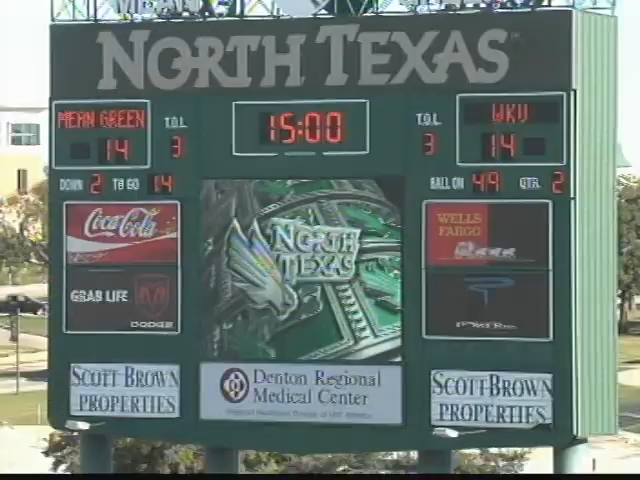 NORTH TEXAS
MEAN GREEN
T.O.L
14
3
15:00
T.O.L
WKU
3
14
DOWN 2 TO GO 14
BALL ON 49 QTR. 2
Coca-Cola
GRAB LIFE
DODGE
NORTH
TEXAS
WELLS
FARGO
SCOTT BROWN
PROPERTIES
Denton Regional
Medical Center
SCOTT BROWN
PROPERTIES